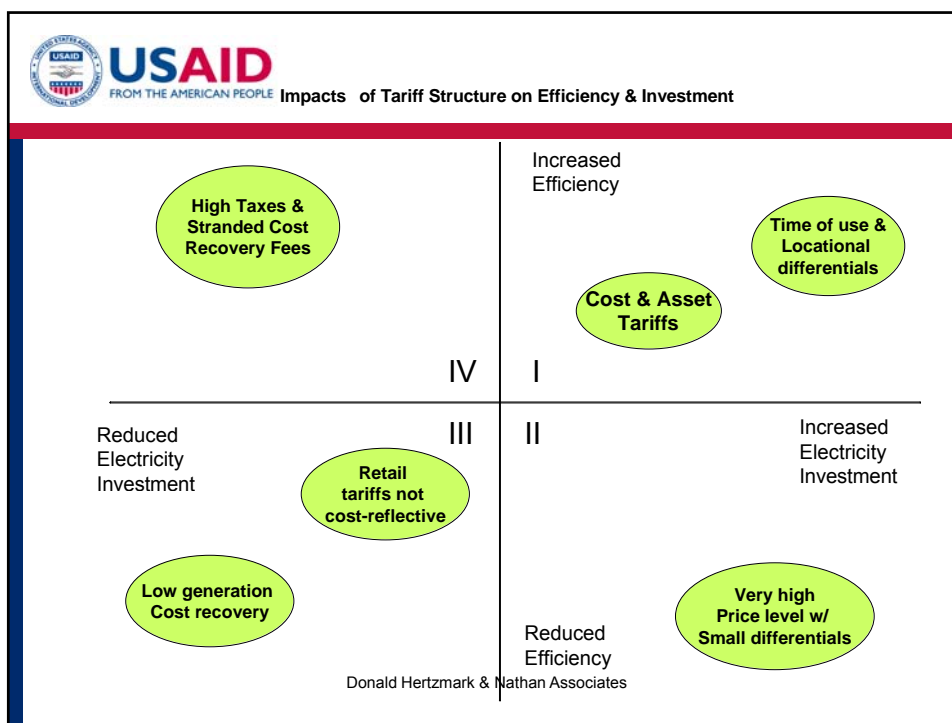 USAID
USAID
FROM THE AMERICAN PEOPLE
Impacts of Tariff Structure on Efficiency & Investment
High Taxes &
Stranded Cost
Recovery Fees
Increased
Efficiency
Time of use &
Locational
differentials
Cost & Asset
Tariffs
IV
I
Reduced
Electricity
Investment
III
II
Increased
Electricity
Investment
Retail
tariffs not
cost-reflective
Low generation
Cost recovery
Very high
Price level w/
Small differentials
Reduced
Efficiency
Donald Hertzmark & Nathan Associates